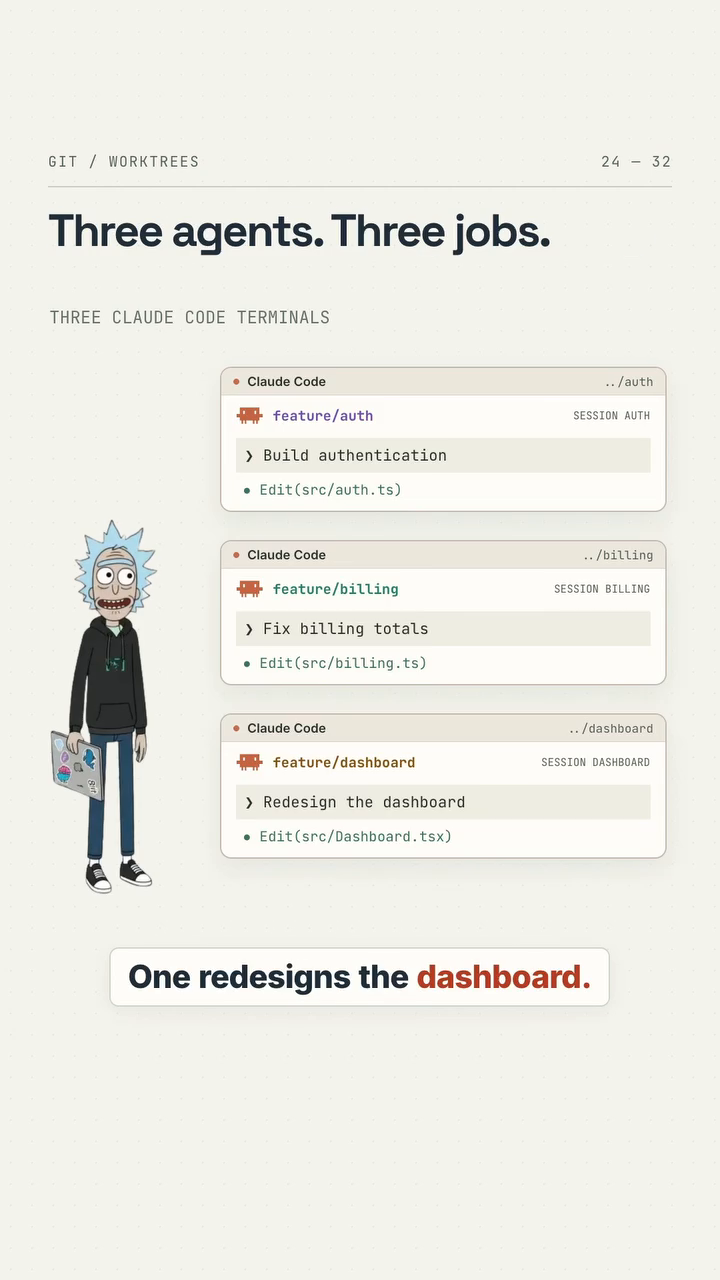 GIT / WORKTREES 24 — 32
Three agents. Three jobs.
THREE CLAUDE CODE TERMINALS
Claude Code ../auth
feature/auth SESSION AUTH
❯ Build authentication
● Edit(src/auth.ts)
Claude Code ../billing
feature/billing SESSION BILLING
❯ Fix billing totals
● Edit(src/billing.ts)
Claude Code ../dashboard
feature/dashboard SESSION DASHBOARD
❯ Redesign the dashboard
● Edit(src/Dashboard.tsx)
One redesigns the dashboard.